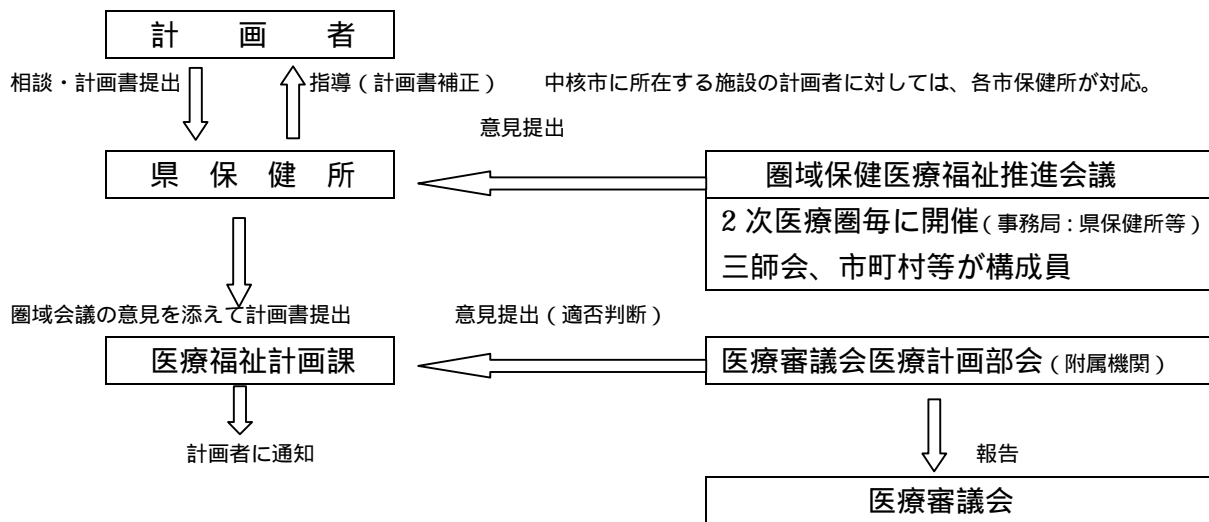 計　画　者
相談・計画書提出　指導（計画書補正）　中核市に所在する施設の計画者に対しては、各市保健所が対応。
意見提出
県　保　健　所　圏域保健医療福祉推進会議
２次医療圏毎に開催（事務局：県保健所等）
三師会、市町村等が構成員
圏域会議の意見を添えて計画書提出　意見提出（適否判断）
医療福祉計画課　医療審議会医療計画部会（附属機関）
計画者に通知　報告
医療審議会